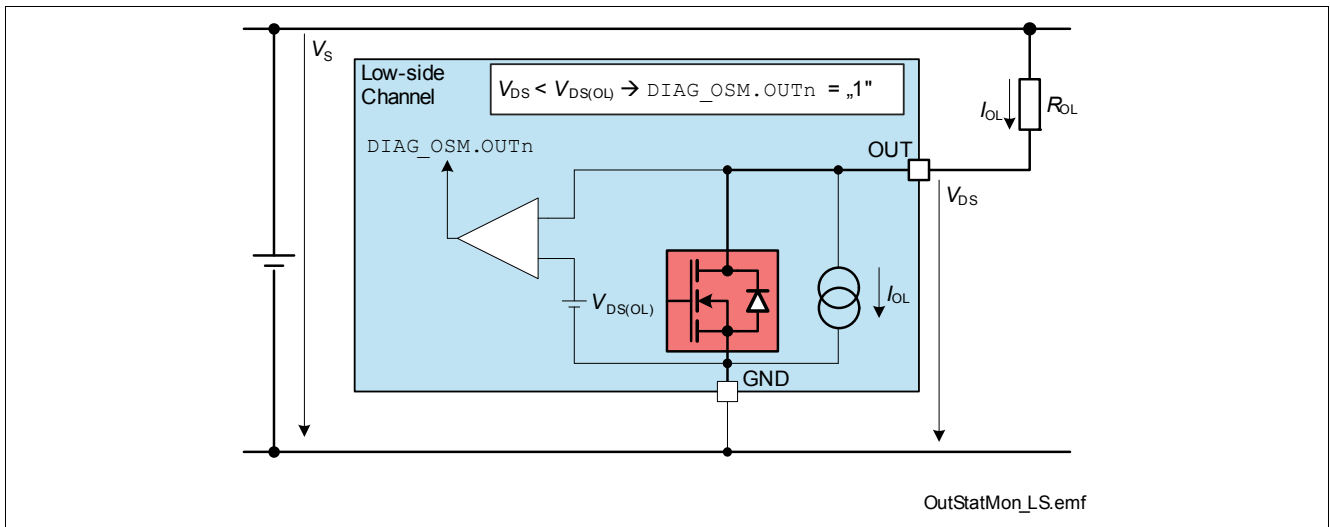 VS
Low-side
Channel
VDS < VDS(OL) → DIAG_OSM.OUTn = „1"
IOL
ROL
DIAG_OSM.OUTn
OUT
VDS
VDS(OL)
IOL
GND
OutStatMon_LS.emf